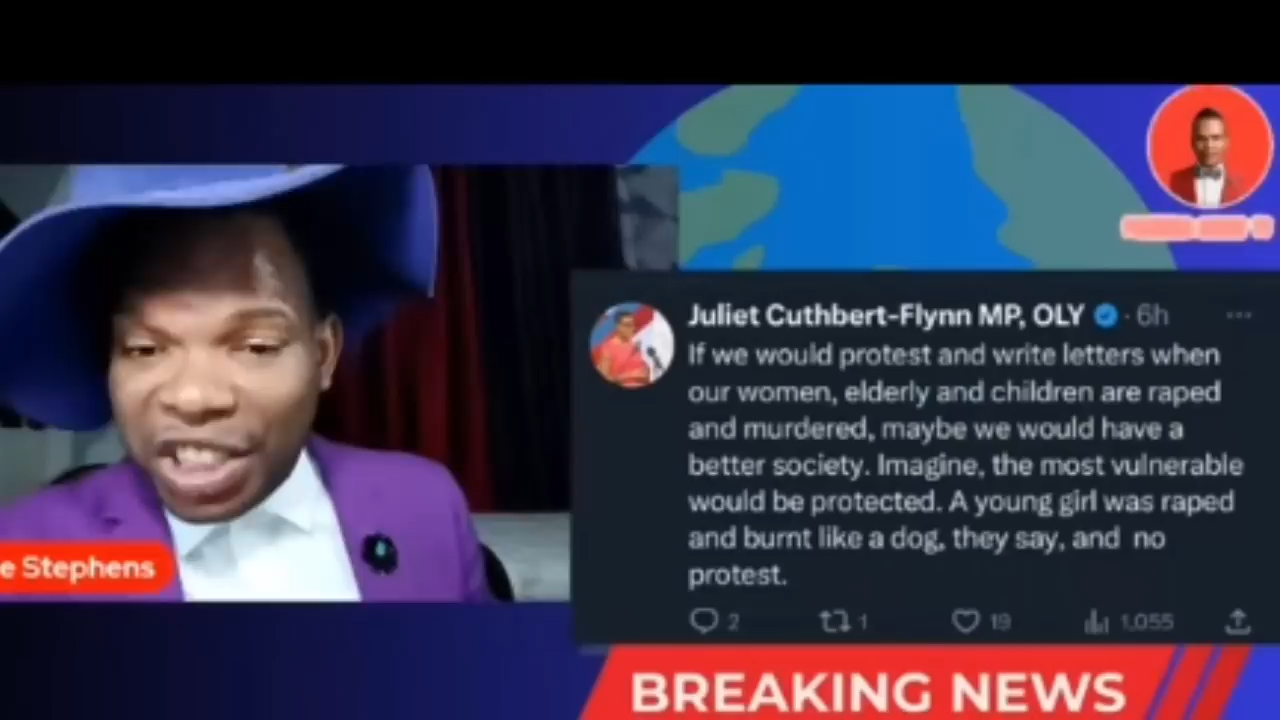 Juliet Cuthbert-Flynn MP, OLY · 6h ...
If we would protest and write letters when
our women, elderly and children are raped
and murdered, maybe we would have a
better society. Imagine, the most vulnerable
would be protected. A young girl was raped
and burnt like a dog, they say, and no
protest.
2 1 19 1,055
e Stephens
BREAKING NEWS